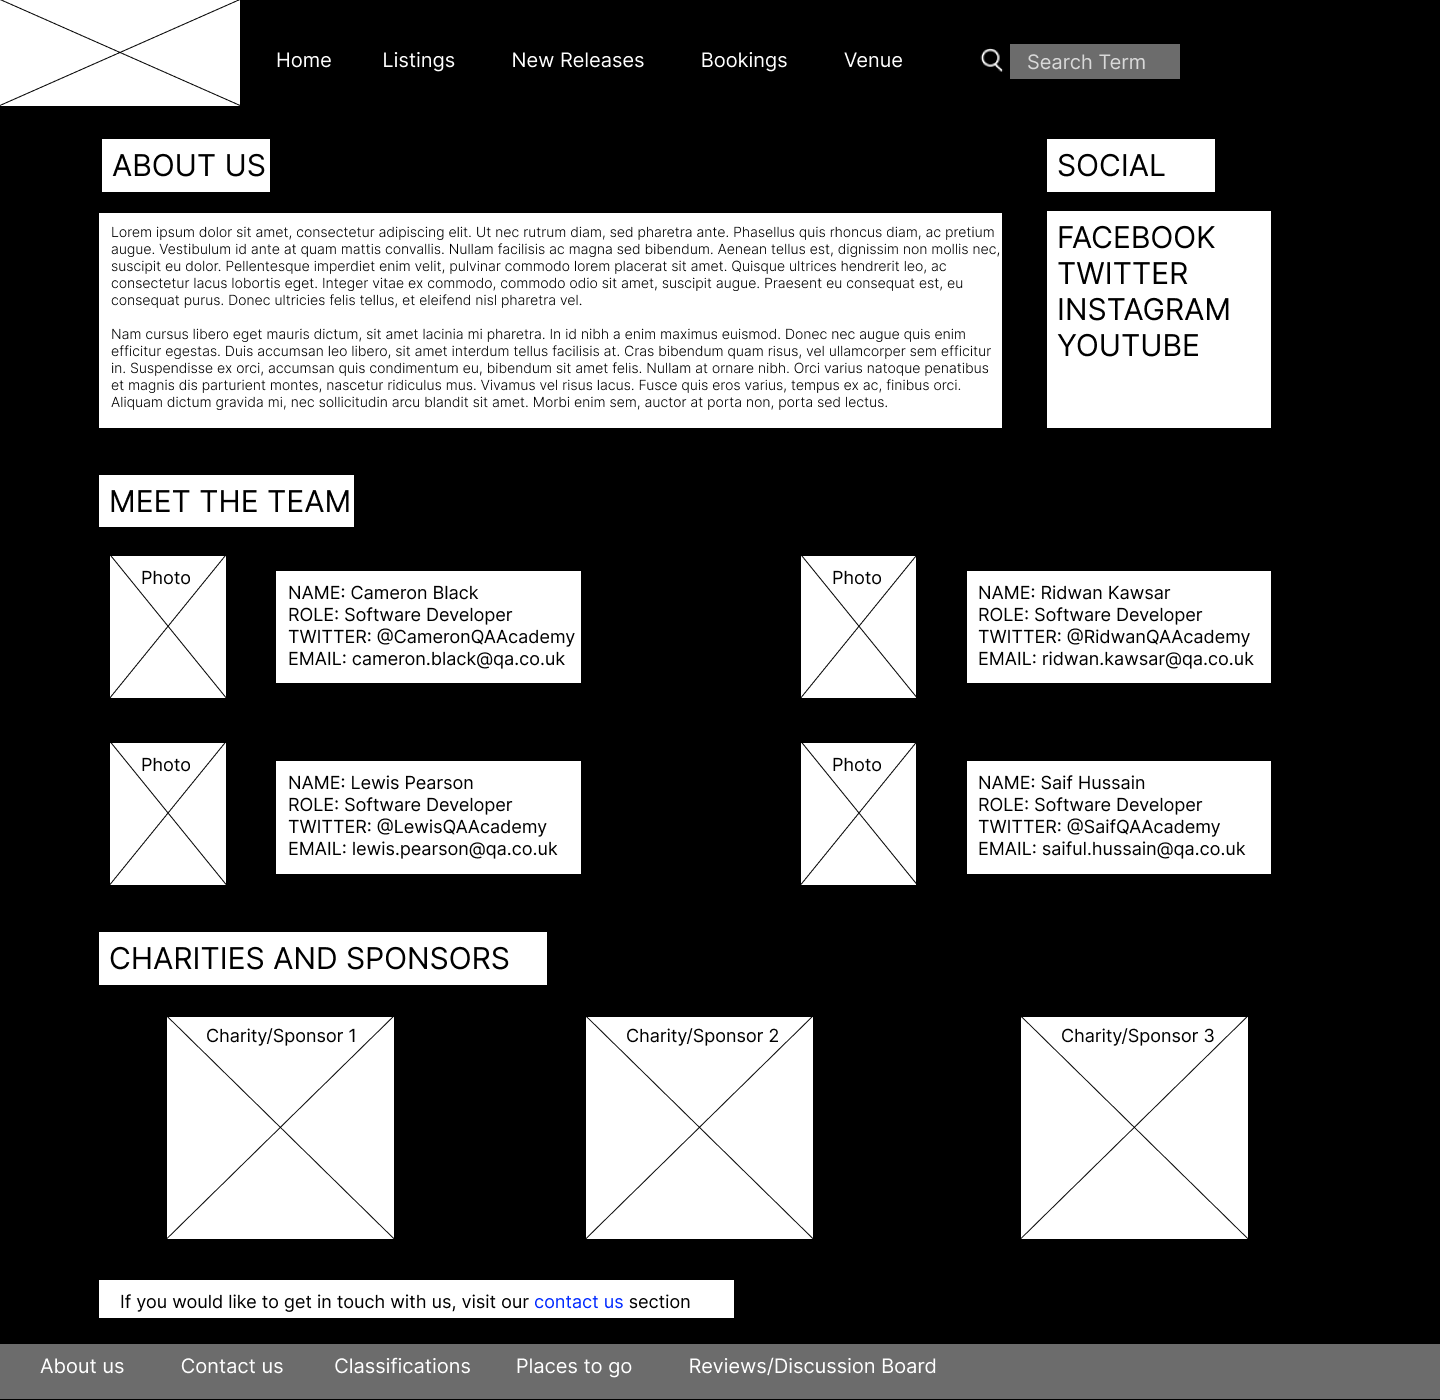 Home Listings New Releases Bookings Venue Search Term
ABOUT US
Lorem ipsum dolor sit amet, consectetur adipiscing elit. Ut nec rutrum diam, sed pharetra ante. Phasellus quis rhoncus diam, ac pretium
augue. Vestibulum id ante at quam mattis convallis. Nullam facilisis ac magna sed bibendum. Aenean tellus est, dignissim non mollis nec,
suscipit eu dolor. Pellentesque imperdiet enim velit, pulvinar commodo lorem placerat sit amet. Quisque ultrices hendrerit leo, ac
consectetur lacus lobortis eget. Integer vitae ex commodo, commodo odio sit amet, suscipit augue. Praesent eu consequat est, eu
consequat purus. Donec ultricies felis tellus, et eleifend nisl pharetra vel.
Nam cursus libero eget mauris dictum, sit amet lacinia mi pharetra. In id nibh a enim maximus euismod. Donec nec augue quis enim
efficitur egestas. Duis accumsan leo libero, sit amet interdum tellus facilisis at. Cras bibendum quam risus, vel ullamcorper sem efficitur
in. Suspendisse ex orci, accumsan quis condimentum eu, bibendum sit amet felis. Nullam at ornare nibh. Orci varius natoque penatibus
et magnis dis parturient montes, nascetur ridiculus mus. Vivamus vel risus lacus. Fusce quis eros varius, tempus ex ac, finibus orci.
Aliquam dictum gravida mi, nec sollicitudin arcu blandit sit amet. Morbi enim sem, auctor at porta non, porta sed lectus.
SOCIAL
FACEBOOK
TWITTER
INSTAGRAM
YOUTUBE
MEET THE TEAM
Photo
NAME: Cameron Black
ROLE: Software Developer
TWITTER: @CameronQAAcademy
EMAIL: cameron.black@qa.co.uk
Photo
NAME: Ridwan Kawsar
ROLE: Software Developer
TWITTER: @RidwanQAAcademy
EMAIL: ridwan.kawsar@qa.co.uk
Photo
NAME: Lewis Pearson
ROLE: Software Developer
TWITTER: @LewisQAAcademy
EMAIL: lewis.pearson@qa.co.uk
Photo
NAME: Saif Hussain
ROLE: Software Developer
TWITTER: @SaifQAAcademy
EMAIL: saiful.hussain@qa.co.uk
CHARITIES AND SPONSORS
Charity/Sponsor 1
Charity/Sponsor 2
Charity/Sponsor 3
If you would like to get in touch with us, visit our contact us section
About us Contact us Classifications Places to go Reviews/Discussion Board